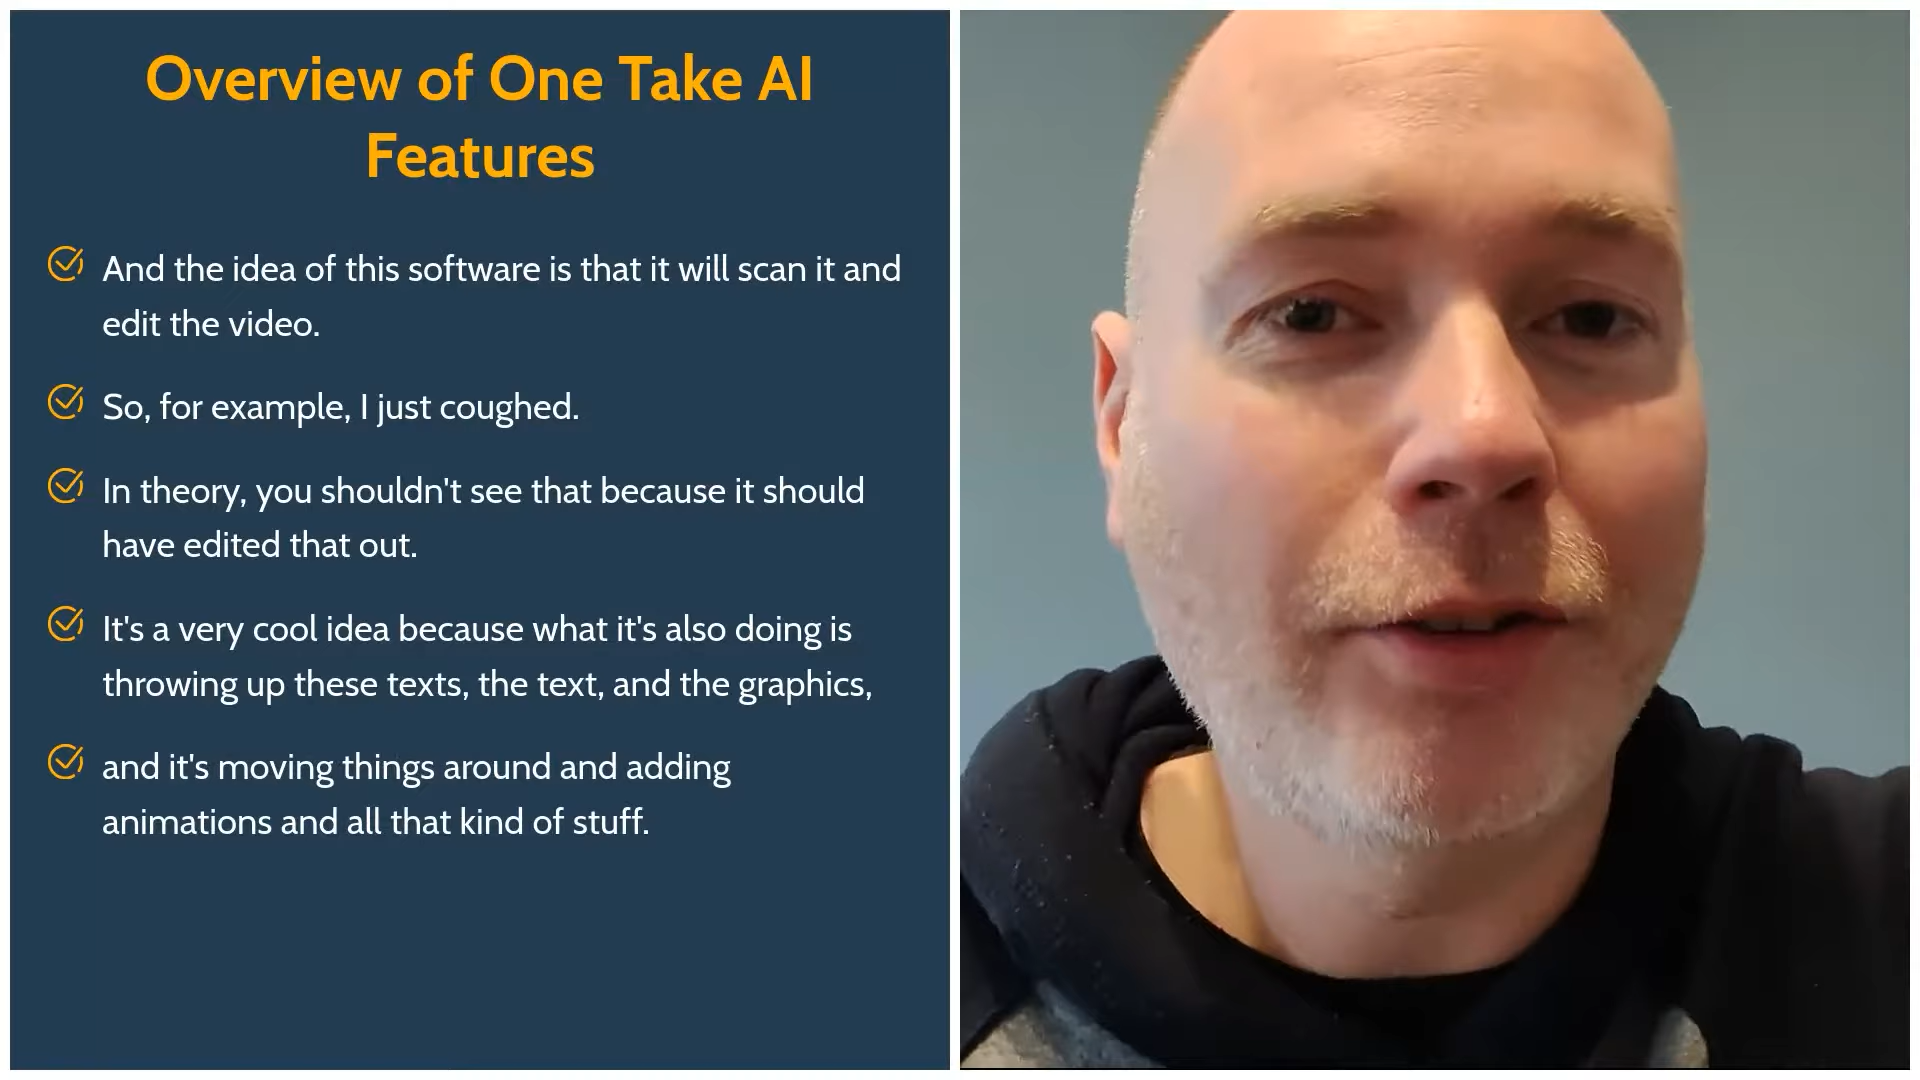 Overview of One Take AI
Features
And the idea of this software is that it will scan it and
edit the video.
So, for example, I just coughed.
In theory, you shouldn't see that because it should
have edited that out.
It's a very cool idea because what it's also doing is
throwing up these texts, the text, and the graphics,
and it's moving things around and adding
animations and all that kind of stuff.